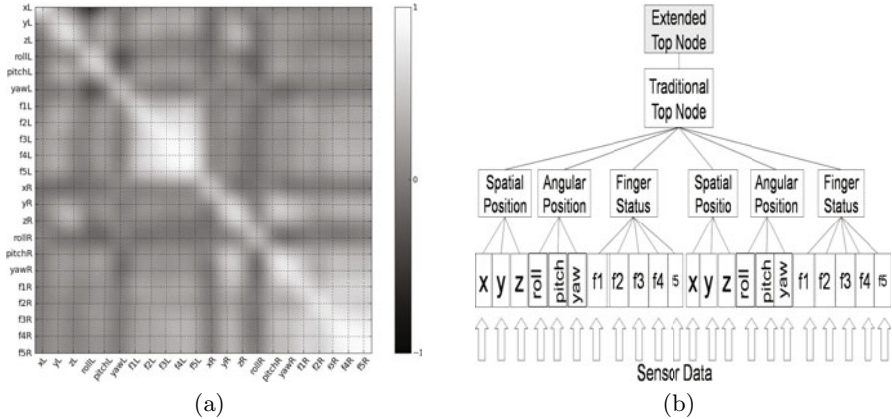 xL
yL
zL
rollL
pitchL
yawL
f1L
f2L
f3L
f4L
f5L
xR
yR
zR
rollR
pitchR
yawR
f1R
f2R
f3R
f4R
f5R
xL yL zL rollL pitchL yawL f1L f2L f3L f4L f5L xR yR zR rollR pitchR yawR f1R f2R f3R f4R f5R
1
0
-1
(a)
Extended
Top Node
Traditional
Top Node
Spatial
Position
Angular
Position
Finger
Status
Spatial
Positio
Angular
Position
Finger
Status
x y z roll pitch yaw f1 f2 f3 f4 f5 x y z roll pitch yaw f1 f2 f3 f4 f5
Sensor Data
(b)